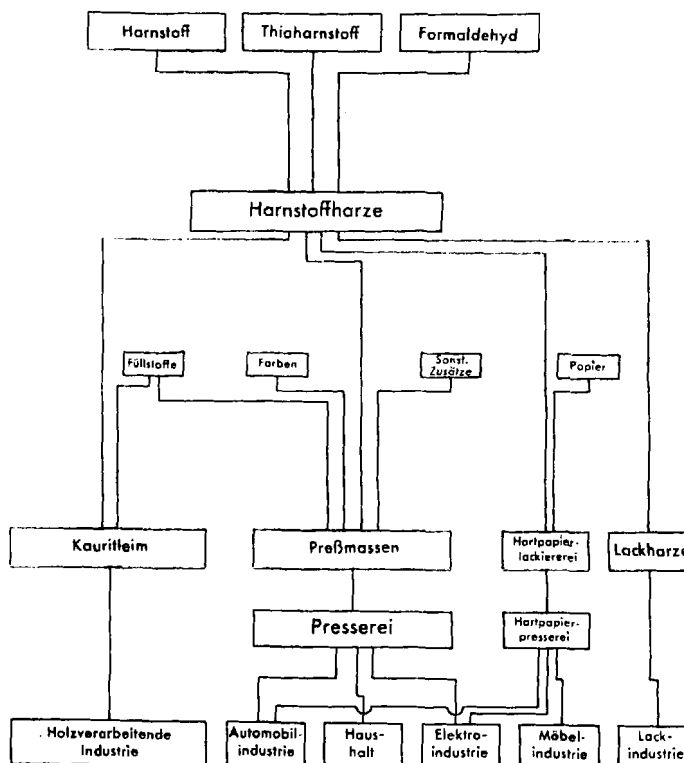 Harnstoff
Thioharnstoff
Formaldehyd
Harnstoffharze
Füllstoffe
Farben
Sonst.
Zusätze
Papier
Kauritleim
Preßmassen
Hartpapier-
lackiererei
Lackharze
Presserei
Hartpapier-
presserei
Holzverarbeitende
Industrie
Automobil-
industrie
Haus-
halt
Elektro-
industrie
Möbel-
industrie
Lack-
industrie